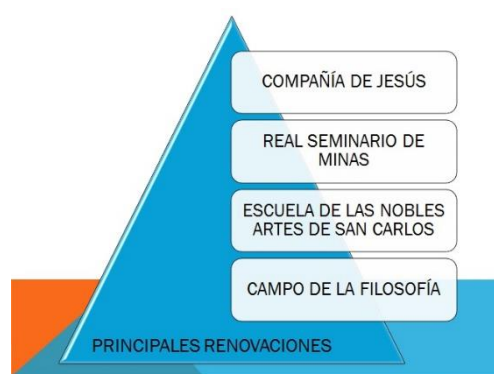 COMPAÑÍA DE JESÚS
REAL SEMINARIO DE
MINAS
ESCUELA DE LAS NOBLES
ARTES DE SAN CARLOS
CAMPO DE LA FILOSOFÍA
PRINCIPALES RENOVACIONES